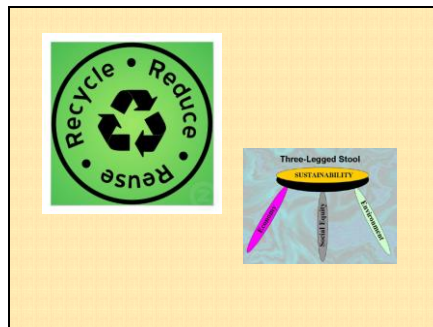 Recycle • Reduce • Reuse •
Three-Legged Stool
SUSTAINABILITY
Economy
Social Equity
Environment